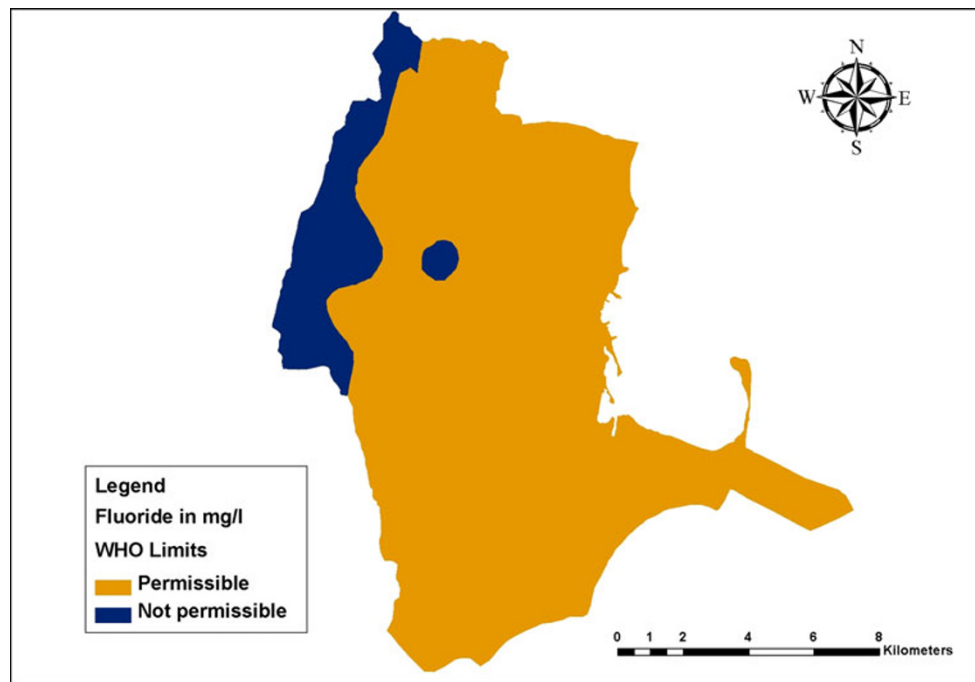 N
W E
S
Legend
Fluoride in mg/l
WHO Limits
Permissible
Not permissible
0 1 2 4 6 8
Kilometers